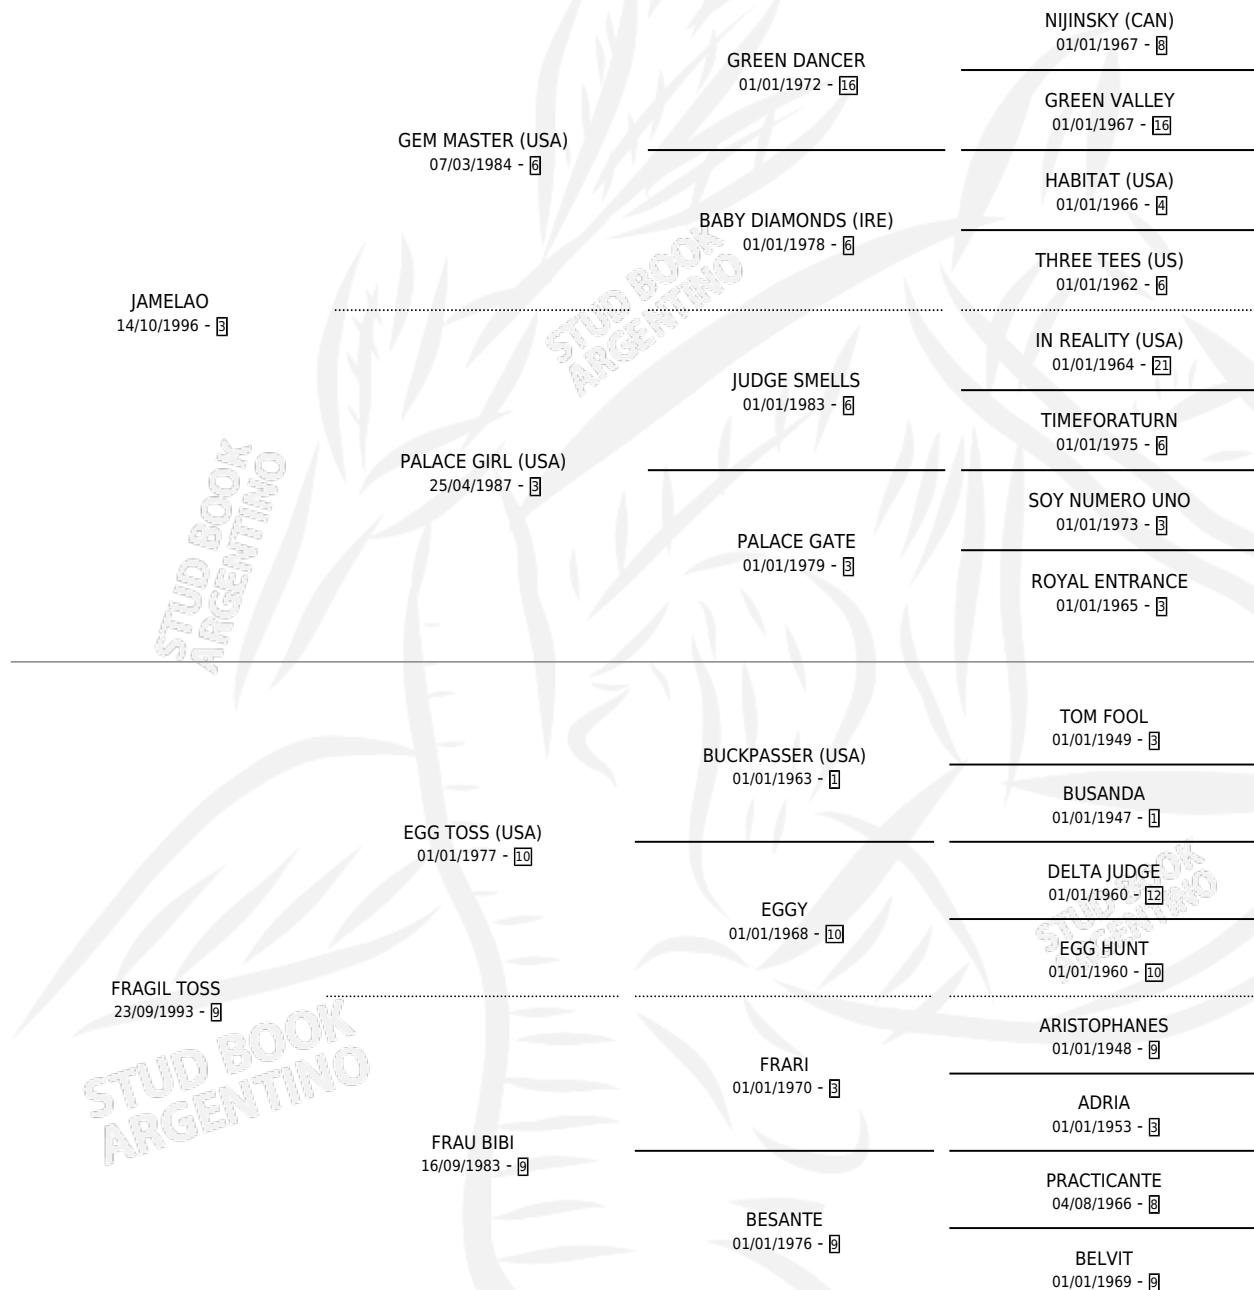 NIJINSKY (CAN)
01/01/1967 - 8
GREEN DANCER
01/01/1972 - 16
GREEN VALLEY
01/01/1967 - 16
GEM MASTER (USA)
07/03/1984 - 6
HABITAT (USA)
01/01/1966 - 4
BABY DIAMONDS (IRE)
01/01/1978 - 6
THREE TEES (US)
01/01/1962 - 6
JAMELAO
14/10/1996 - 3
STUD BOOK
ARGENTINO
IN REALITY (USA)
01/01/1964 - 21
JUDGE SMELLS
01/01/1983 - 6
TIMEFORATURN
01/01/1975 - 6
PALACE GIRL (USA)
25/04/1987 - 3
SOY NUMERO UNO
01/01/1973 - 3
PALACE GATE
01/01/1979 - 3
ROYAL ENTRANCE
01/01/1965 - 3
STUD BOOK
ARGENTINO
TOM FOOL
01/01/1949 - 3
BUCKPASSER (USA)
01/01/1963 - 1
BUSANDA
01/01/1947 - 1
EGG TOSS (USA)
01/01/1977 - 10
DELTA JUDGE
01/01/1960 - 12
EGGY
01/01/1968 - 10
EGG HUNT
01/01/1960 - 10
STUD BOOK
ARGENTINO
FRAGIL TOSS
23/09/1993 - 9
ARISTOPHANES
01/01/1948 - 9
FRARI
01/01/1970 - 3
ADRIA
01/01/1953 - 3
STUD BOOK
ARGENTINO
FRAU BIBI
16/09/1983 - 9
PRACTICANTE
04/08/1966 - 8
BESANTE
01/01/1976 - 9
BELVIT
01/01/1969 - 9